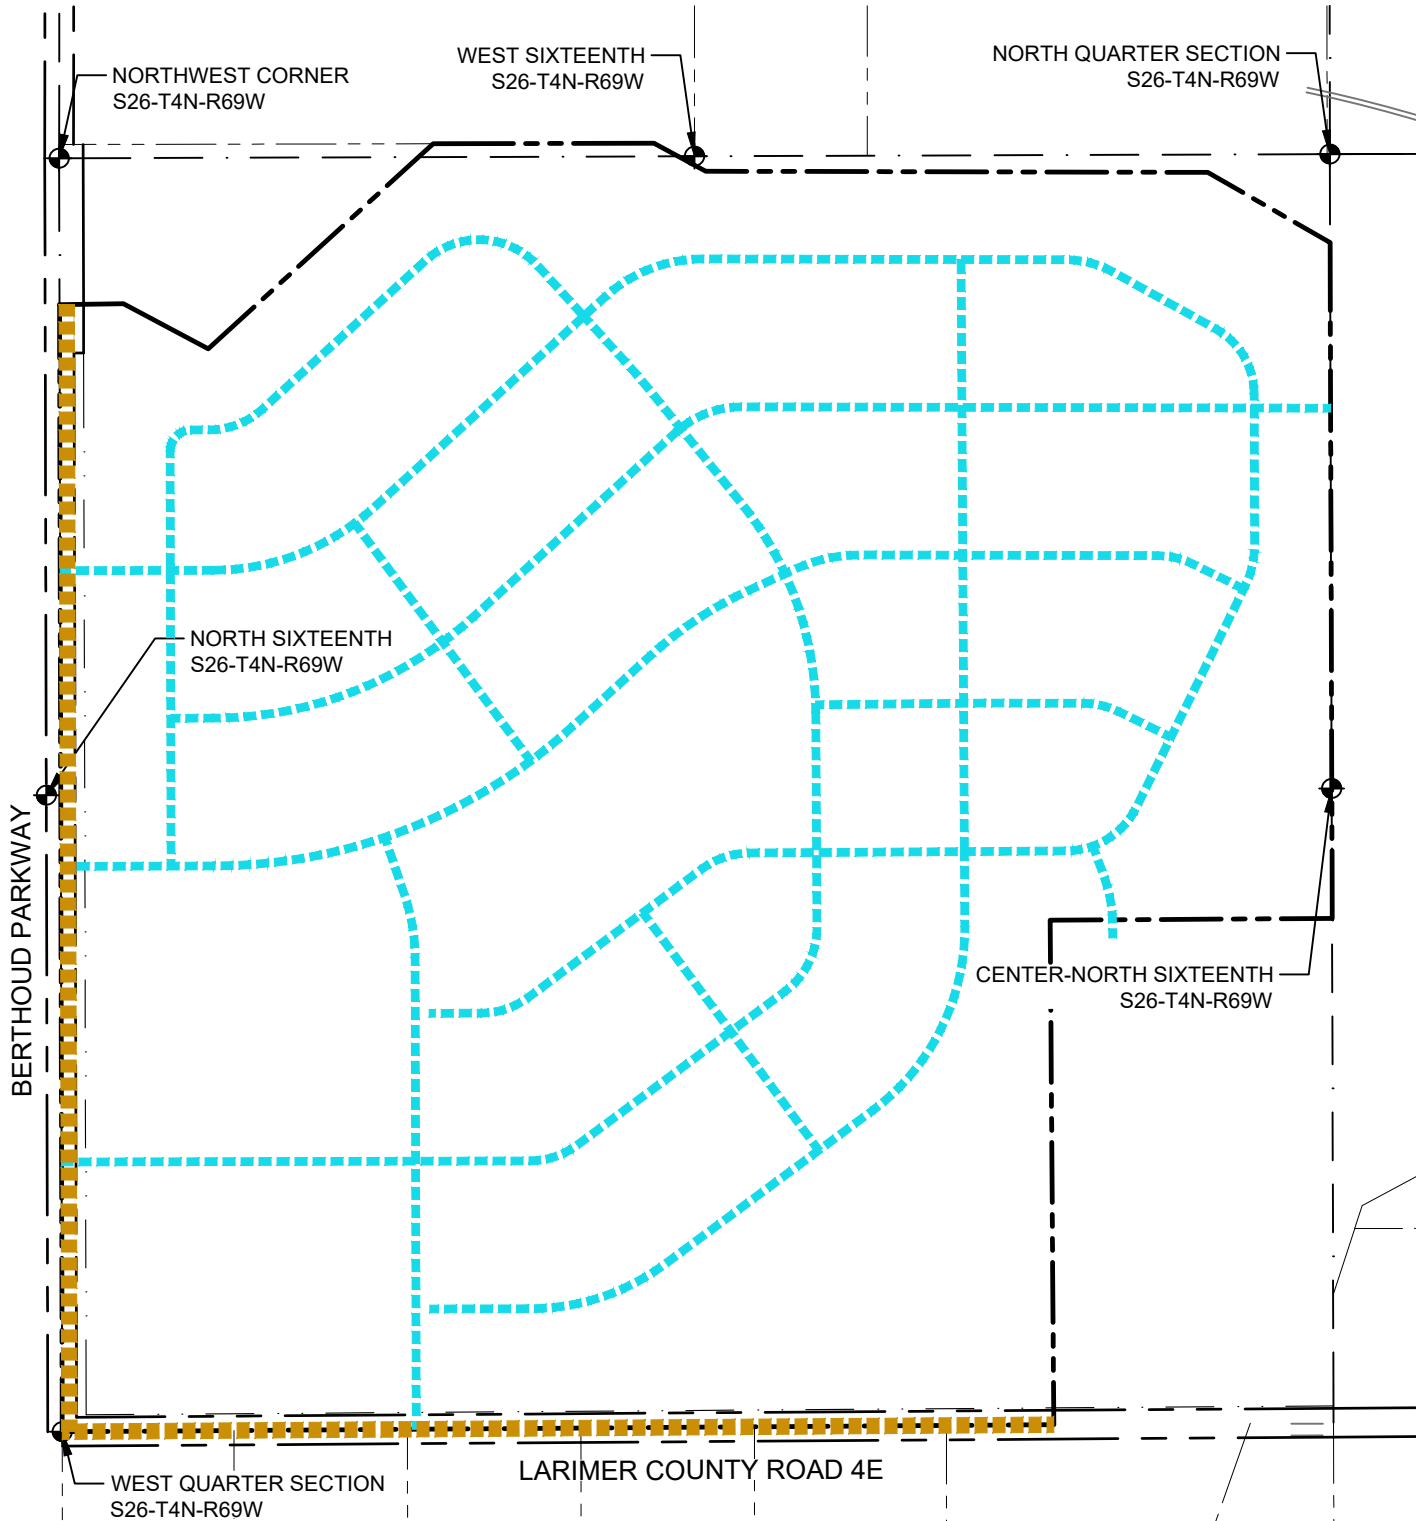 WEST SIXTEENTH
S26-T4N-R69W
NORTH QUARTER SECTION
S26-T4N-R69W
NORTHWEST CORNER
S26-T4N-R69W
NORTH SIXTEENTH
S26-T4N-R69W
BERTHOUD PARKWAY
CENTER-NORTH SIXTEENTH
S26-T4N-R69W
LARIMER COUNTY ROAD 4E
WEST QUARTER SECTION
S26-T4N-R69W